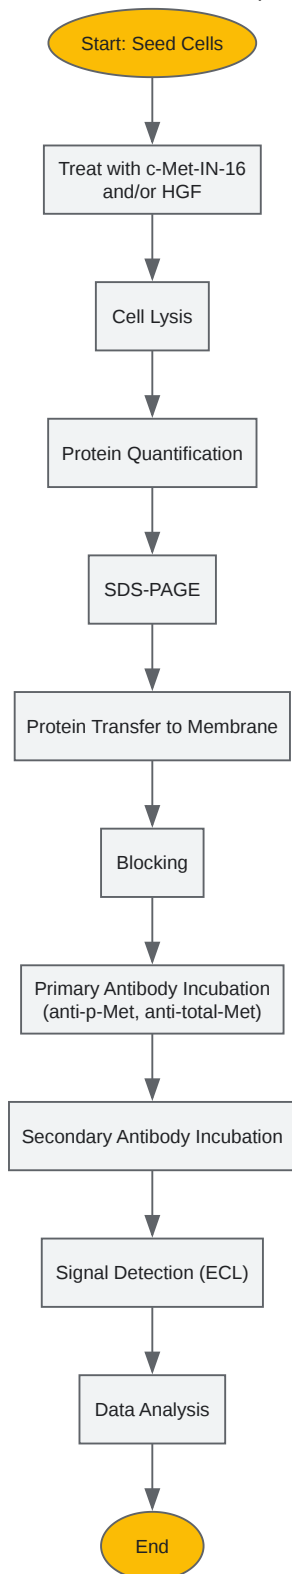 Start: Seed Cells
Treat with c-Met-IN-16
and/or HGF
Cell Lysis
Protein Quantification
SDS-PAGE
Protein Transfer to Membrane
Blocking
Primary Antibody Incubation
(anti-p-Met, anti-total-Met)
Secondary Antibody Incubation
Signal Detection (ECL)
Data Analysis
End